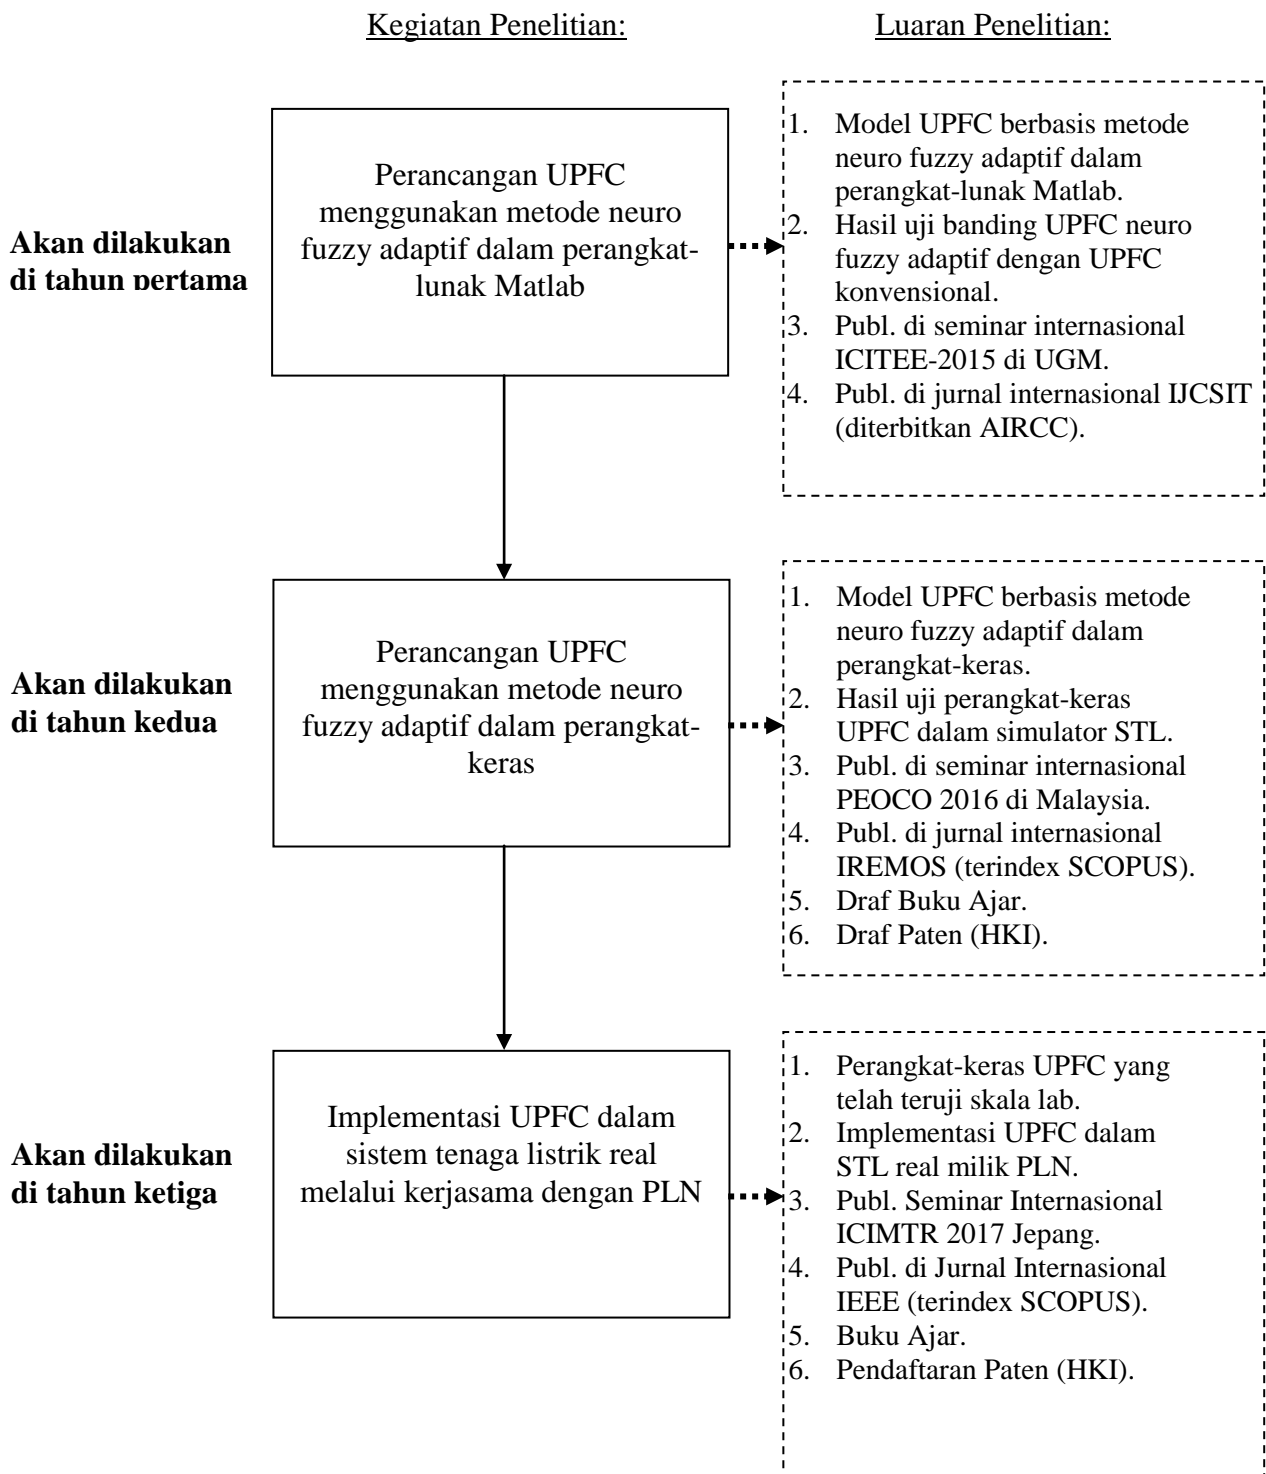 Kegiatan Penelitian:
Luaran Penelitian:
Akan dilakukan
di tahun pertama
Perancangan UPFC
menggunakan metode neuro
fuzzy adaptif dalam perangkat-
lunak Matlab
1. Model UPFC berbasis metode
neuro fuzzy adaptif dalam
perangkat-lunak Matlab.
2. Hasil uji banding UPFC neuro
fuzzy adaptif dengan UPFC
konvensional.
3. Publ. di seminar internasional
ICITEE-2015 di UGM.
4. Publ. di jurnal internasional IJCSIT
(diterbitkan AIRCC).
Akan dilakukan
di tahun kedua
Perancangan UPFC
menggunakan metode neuro
fuzzy adaptif dalam perangkat-
keras
1. Model UPFC berbasis metode
neuro fuzzy adaptif dalam
perangkat-keras.
2. Hasil uji perangkat-keras
UPFC dalam simulator STL.
3. Publ. di seminar internasional
PEOCO 2016 di Malaysia.
4. Publ. di jurnal internasional
IREMOS (terindex SCOPUS).
5. Draf Buku Ajar.
6. Draf Paten (HKI).
Akan dilakukan
di tahun ketiga
Implementasi UPFC dalam
sistem tenaga listrik real
melalui kerjasama dengan PLN
1. Perangkat-keras UPFC yang
telah teruji skala lab.
2. Implementasi UPFC dalam
STL real milik PLN.
3. Publ. Seminar Internasional
ICIMTR 2017 Jepang.
4. Publ. di Jurnal Internasional
IEEE (terindex SCOPUS).
5. Buku Ajar.
6. Pendaftaran Paten (HKI).